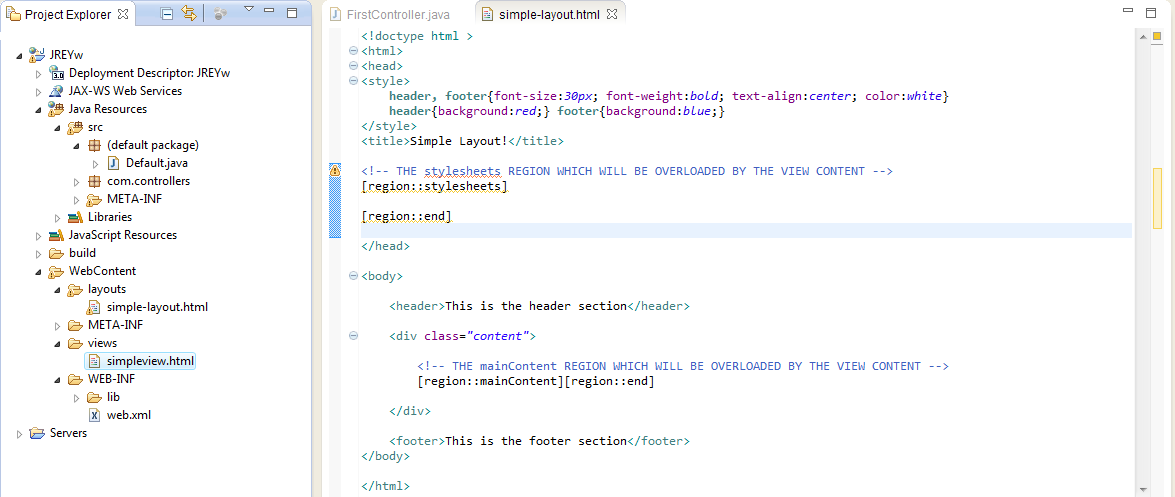 Project Explorer
JREYw
Deployment Descriptor: JREYw
3.0
JAX-WS Web Services
Java Resources
src
(default package)
Default.java
com.controllers
META-INF
Libraries
JavaScript Resources
build
WebContent
layouts
simple-layout.html
META-INF
views
simpleview.html
WEB-INF
lib
web.xml
Servers
FirstController.java
simple-layout.html
<!doctype html >
<html>
<head>
<style>
header, footer{font-size:30px; font-weight:bold; text-align:center; color:white}
header{background:red;} footer{background:blue;}
</style>
<title>Simple Layout!</title>
<!-- THE stylesheets REGION WHICH WILL BE OVERLOADED BY THE VIEW CONTENT -->
[region::stylesheets]
[region::end]
</head>
<body>
<header>This is the header section</header>
<div class="content">
<!-- THE mainContent REGION WHICH WILL BE OVERLOADED BY THE VIEW CONTENT -->
[region::mainContent][region::end]
</div>
<footer>This is the footer section</footer>
</body>
</html>